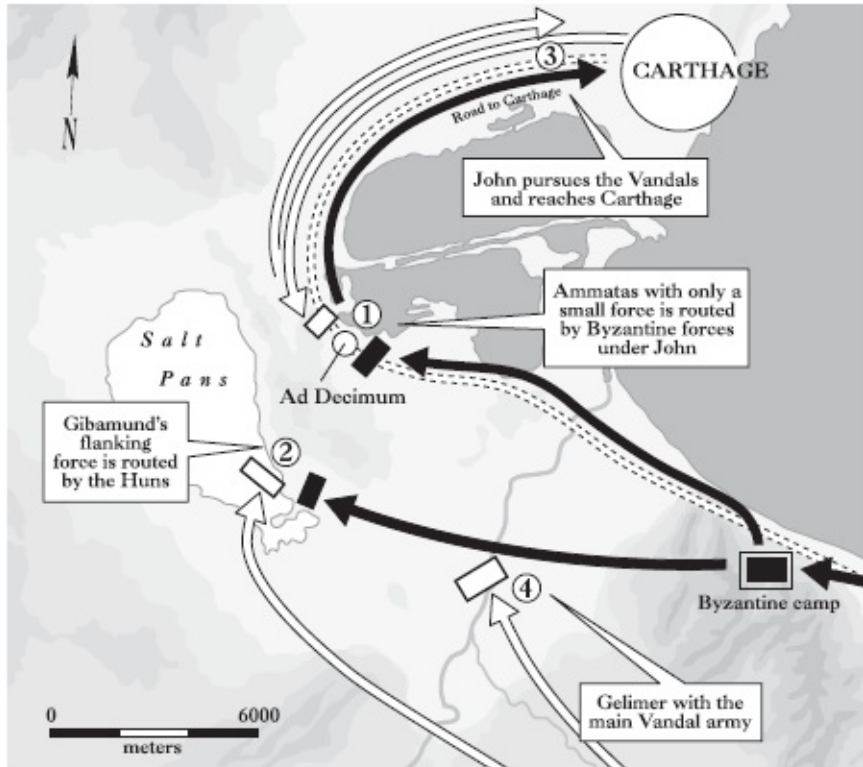 N
CARTHAGE
3
Road to Carthage
John pursues the Vandals
and reaches Carthage
1
Ammatas with only a
small force is routed
by Byzantine forces
under John
Salt
Pans
Ad Decimum
Gibamund's
flanking
force is routed
by the Huns
2
4
Byzantine camp
Gelimer with the
main Vandal army
0 6000
meters